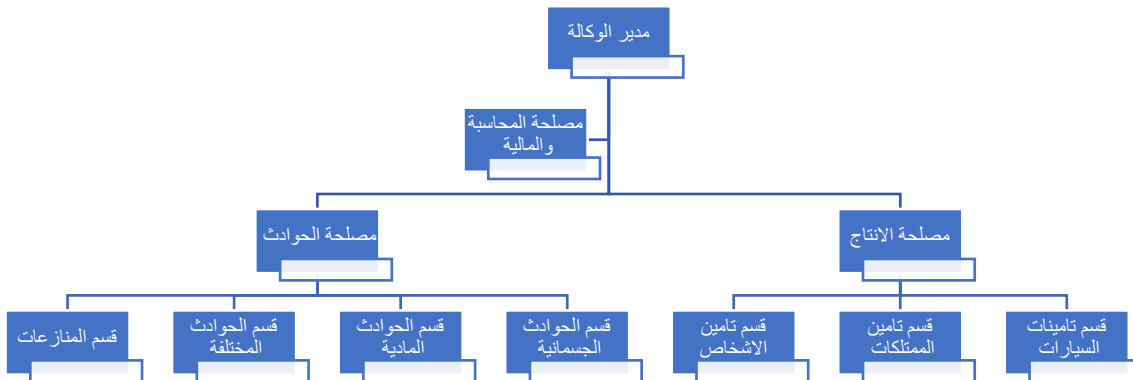 مدير الوكالة
مصلحة المحاسبة
والمالية
مصلحة الانتاج
مصلحة الحوادث
قسم تامينات
السيارات
قسم تامين
الممتلكات
قسم تامين
الاشخاص
قسم الحوادث
الجسمانية
قسم الحوادث
المادية
قسم الحوادث
المختلفة
قسم المنازعات